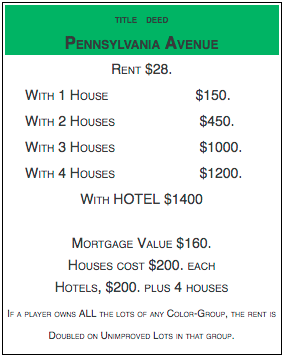 TITLE DEED
PENNSYLVANIA AVENUE
RENT $28.
WITH 1 HOUSE $150.
WITH 2 HOUSES $450.
WITH 3 HOUSES $1000.
WITH 4 HOUSES $1200.
WITH HOTEL $1400
MORTGAGE VALUE $160.
HOUSES COST $200. EACH
HOTELS, $200. PLUS 4 HOUSES
IF A PLAYER OWNS ALL THE LOTS OF ANY COLOR-GROUP, THE RENT IS
DOUBLED ON UNIMPROVED LOTS IN THAT GROUP.